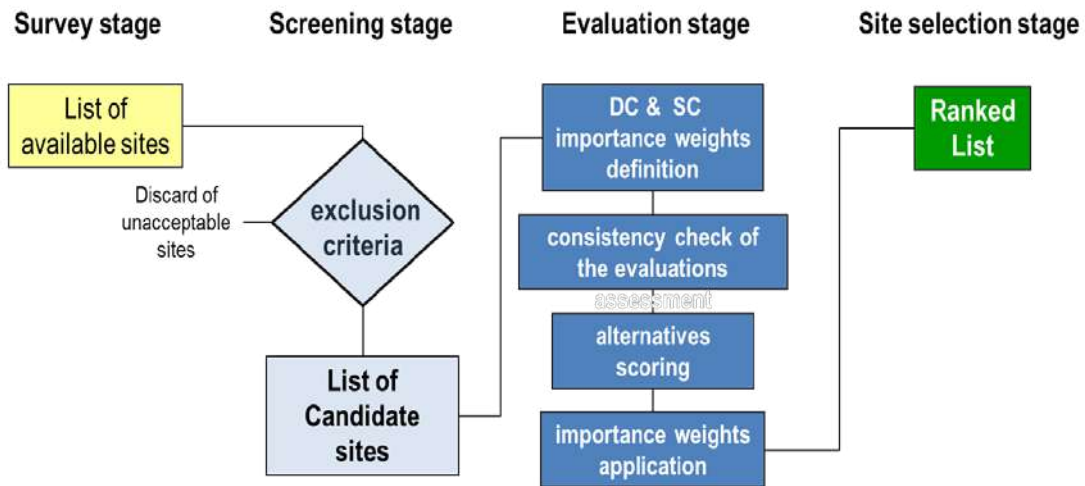 Survey stage
Screening stage
Evaluation stage
Site selection stage
List of
available sites
Discard of
unacceptable
sites
exclusion
criteria
List of
Candidate
sites
DC & SC
importance weights
definition
consistency check of
the evaluations
assessment
alternatives
scoring
importance weights
application
Ranked
List